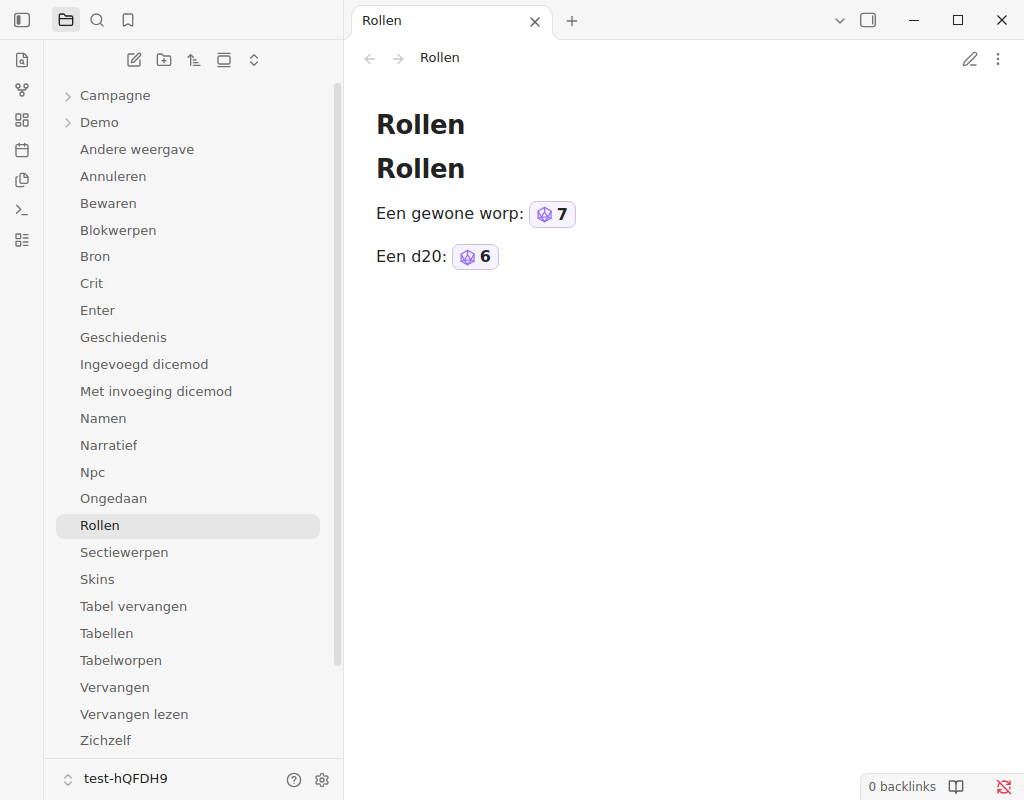 Rollen
Rollen
Campagne
Demo
Andere weergave
Annuleren
Bewaren
Blokwerpen
Bron
Crit
Enter
Geschiedenis
Ingevoegd dicemod
Met invoeging dicemod
Namen
Narratief
Npc
Ongedaan
Rollen
Sectiewerpen
Skins
Tabel vervangen
Tabellen
Tabelworpen
Vervangen
Vervangen lezen
Zichzelf
test-hQFDH9
Rollen
Rollen
Een gewone worp: 7
Een d20: 6
0 backlinks